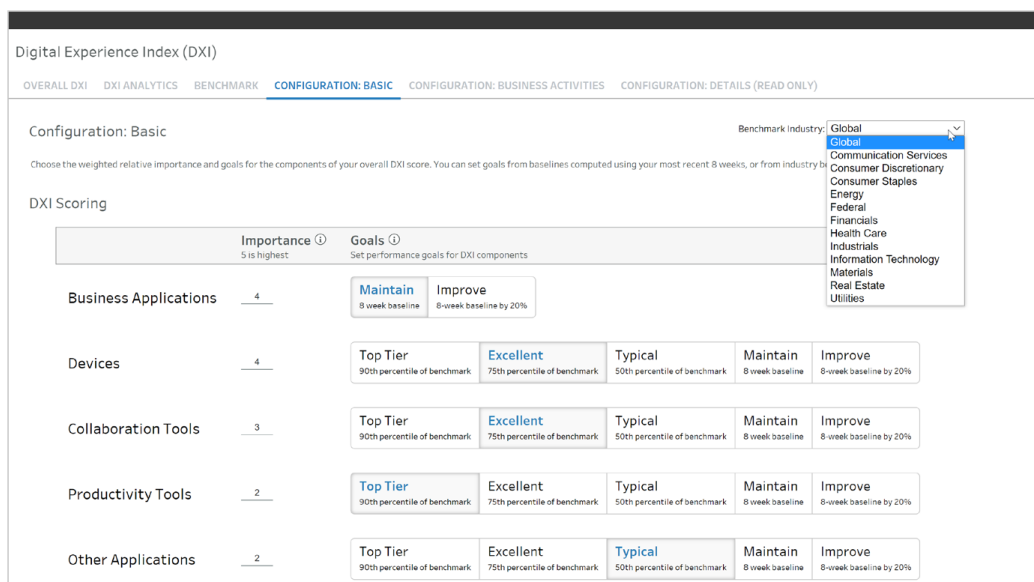 Digital Experience Index (DXI)
OVERALL DXI DXI ANALYTICS BENCHMARK CONFIGURATION: BASIC CONFIGURATION: BUSINESS ACTIVITIES CONFIGURATION: DETAILS (READ ONLY)
Configuration: Basic
Benchmark Industry: Global
Global
Communication Services
Consumer Discretionary
Consumer Staples
Energy
Federal
Financials
Health Care
Industrials
Information Technology
Materials
Real Estate
Utilities
Choose the weighted relative importance and goals for the components of your overall DXI score. You can set goals from baselines computed using your most recent 8 weeks, or from industry
DXI Scoring
Importance Goals
5 is highest Set performance goals for DXI components
Business Applications 4 Maintain Improve
8 week baseline 8-week baseline by 20%
Devices 4 Top Tier Excellent Typical Maintain Improve
90th percentile of benchmark 75th percentile of benchmark 50th percentile of benchmark 8 week baseline 8-week baseline by 20%
Collaboration Tools 3 Top Tier Excellent Typical Maintain Improve
90th percentile of benchmark 75th percentile of benchmark 50th percentile of benchmark 8 week baseline 8-week baseline by 20%
Productivity Tools 2 Top Tier Excellent Typical Maintain Improve
90th percentile of benchmark 75th percentile of benchmark 50th percentile of benchmark 8 week baseline 8-week baseline by 20%
Other Applications 2 Top Tier Excellent Typical Maintain Improve
90th percentile of benchmark 75th percentile of benchmark 50th percentile of benchmark 8 week baseline 8-week baseline by 20%